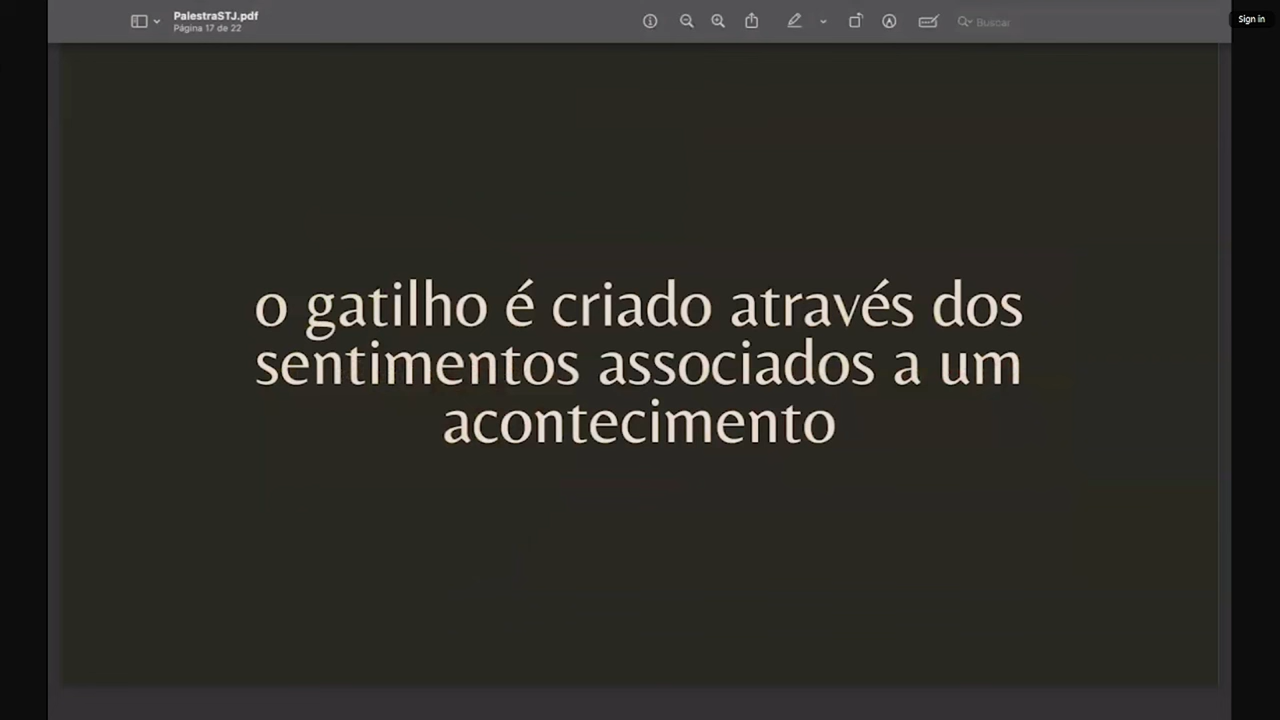 PalestraSTJ.pdf
Página 17 de 22
Buscar
Sign in
o gatilho é criado através dos
sentimentos associados a um
acontecimento